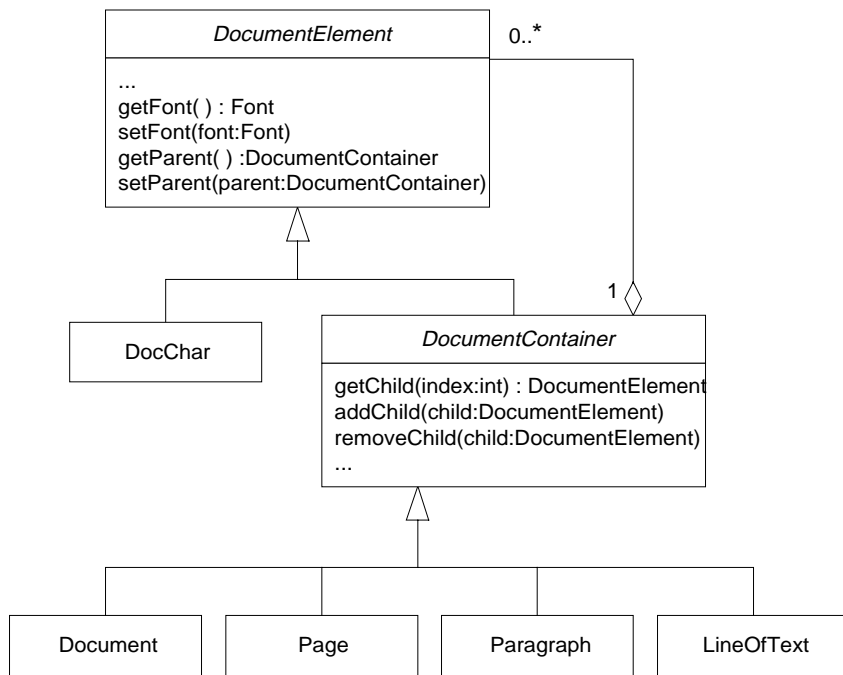 DocumentElement
0..*
...
getFont( ) : Font
setFont(font:Font)
getParent( ) :DocumentContainer
setParent(parent:DocumentContainer)
1
DocChar
DocumentContainer
getChild(index:int) : DocumentElement
addChild(child:DocumentElement)
removeChild(child:DocumentElement)
...
Document
Page
Paragraph
LineOfText